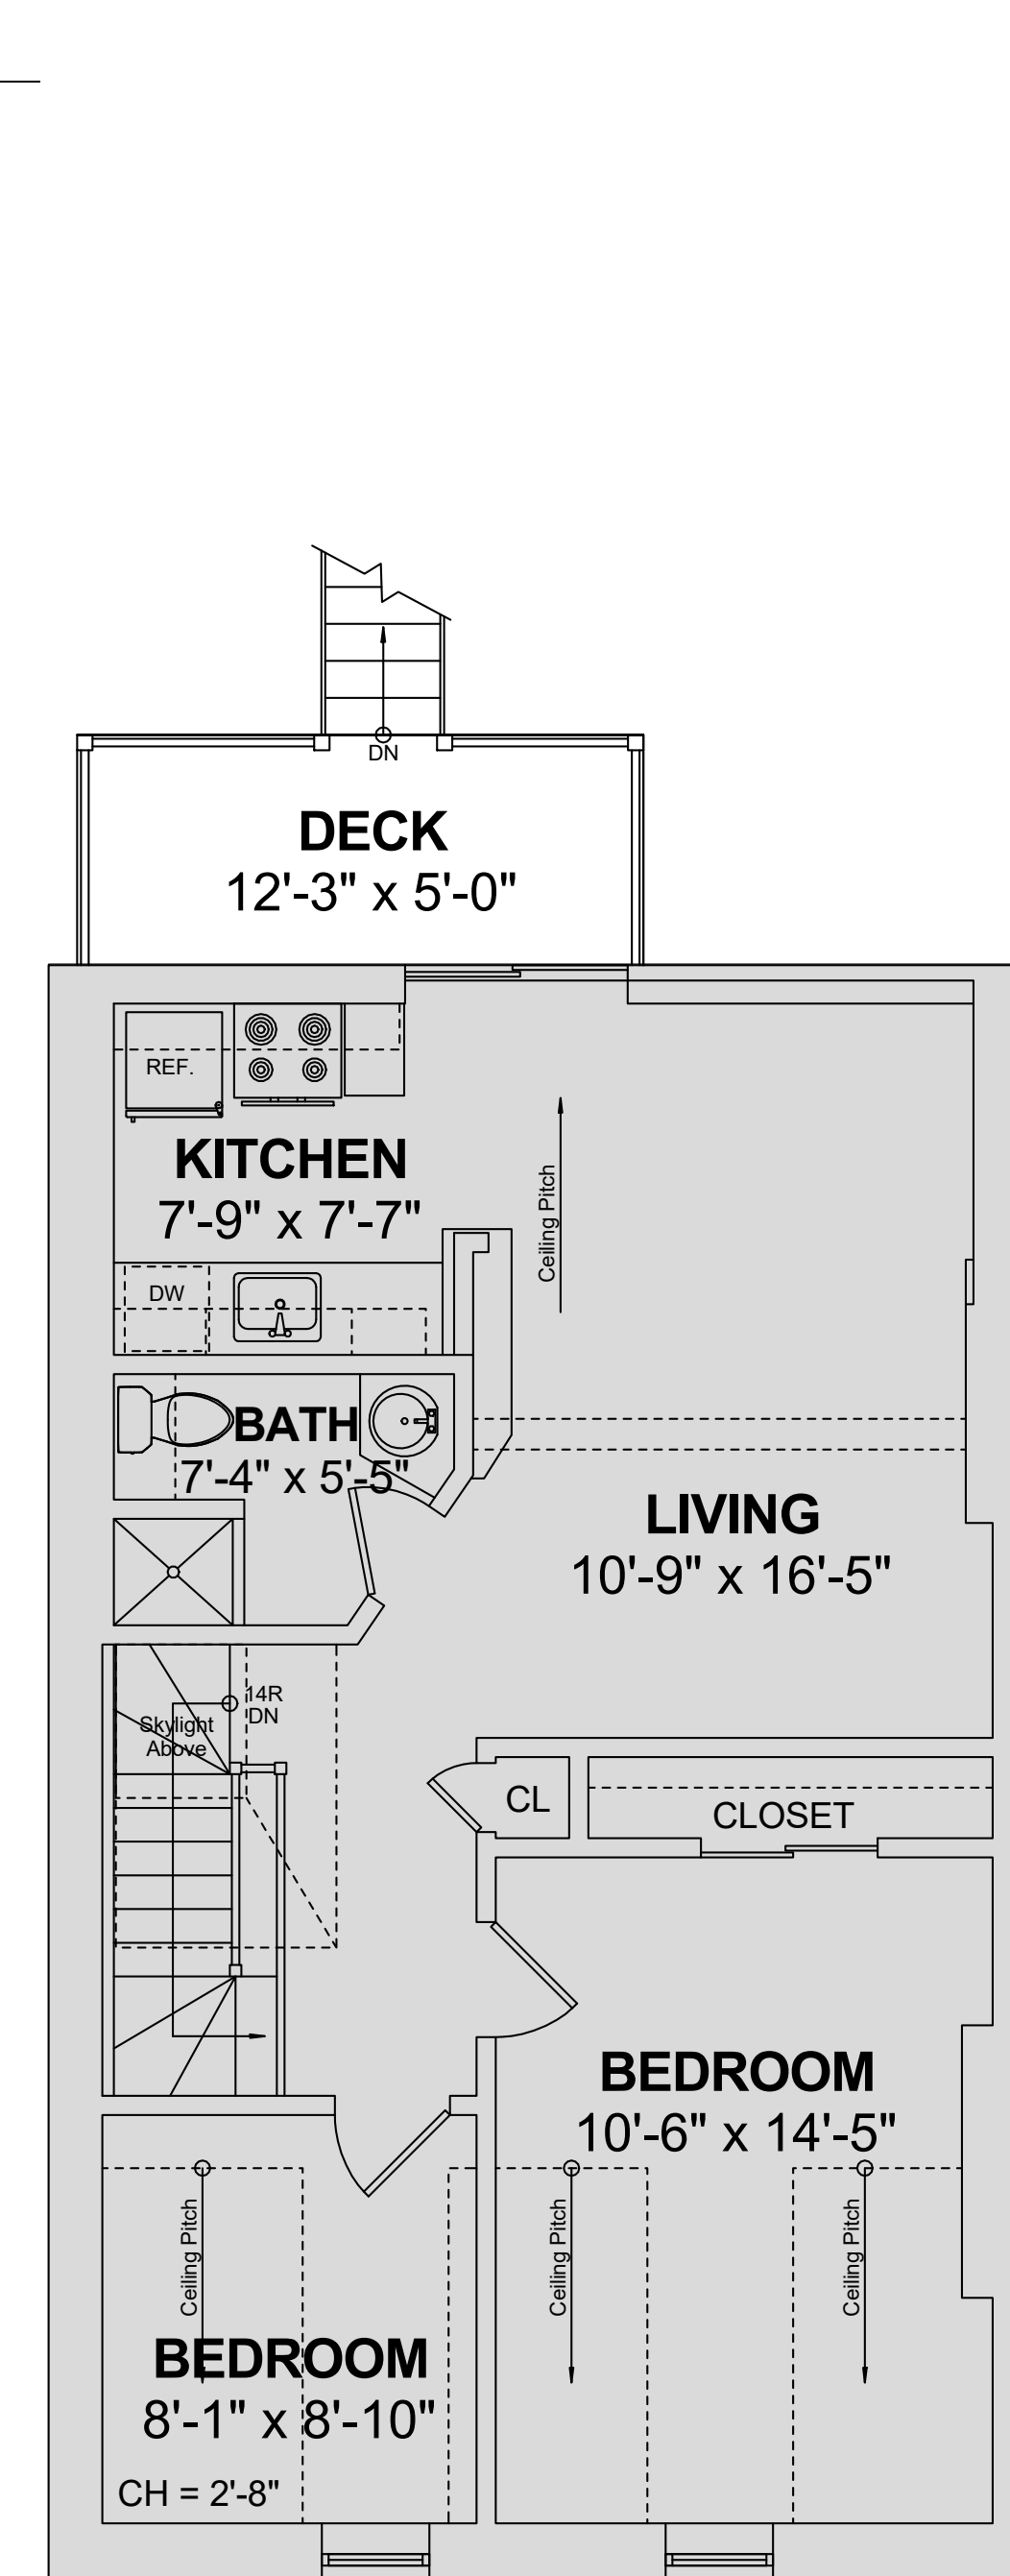 DN
DECK
12'-3" x 5'-0"
REF.
KITCHEN
7'-9" x 7'-7"
Ceiling Pitch
DW
BATH
7'-4" x 5'-5"
LIVING
10'-9" x 16'-5"
14R
DN
Skylight
Above
CL
CLOSET
BEDROOM
10'-6" x 14'-5"
Ceiling Pitch
Ceiling Pitch
Ceiling Pitch
BEDROOM
8'-1" x 8'-10"
CH = 2'-8"